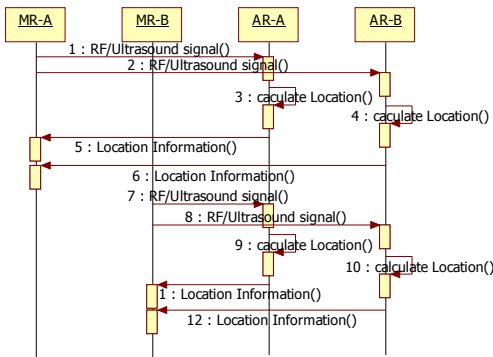 MR-A
MR-B
AR-A
AR-B
1 : RF/Ultrasound signal()
2 : RF/Ultrasound signal()
3 : caculate Location()
4 : caculate Location()
5 : Location Information()
6 : Location Information()
7 : RF/Ultrasound signal()
8 : RF/Ultrasound signal()
9 : caculate Location()
10 : calculate Location()
1 : Location Information()
12 : Location Information()